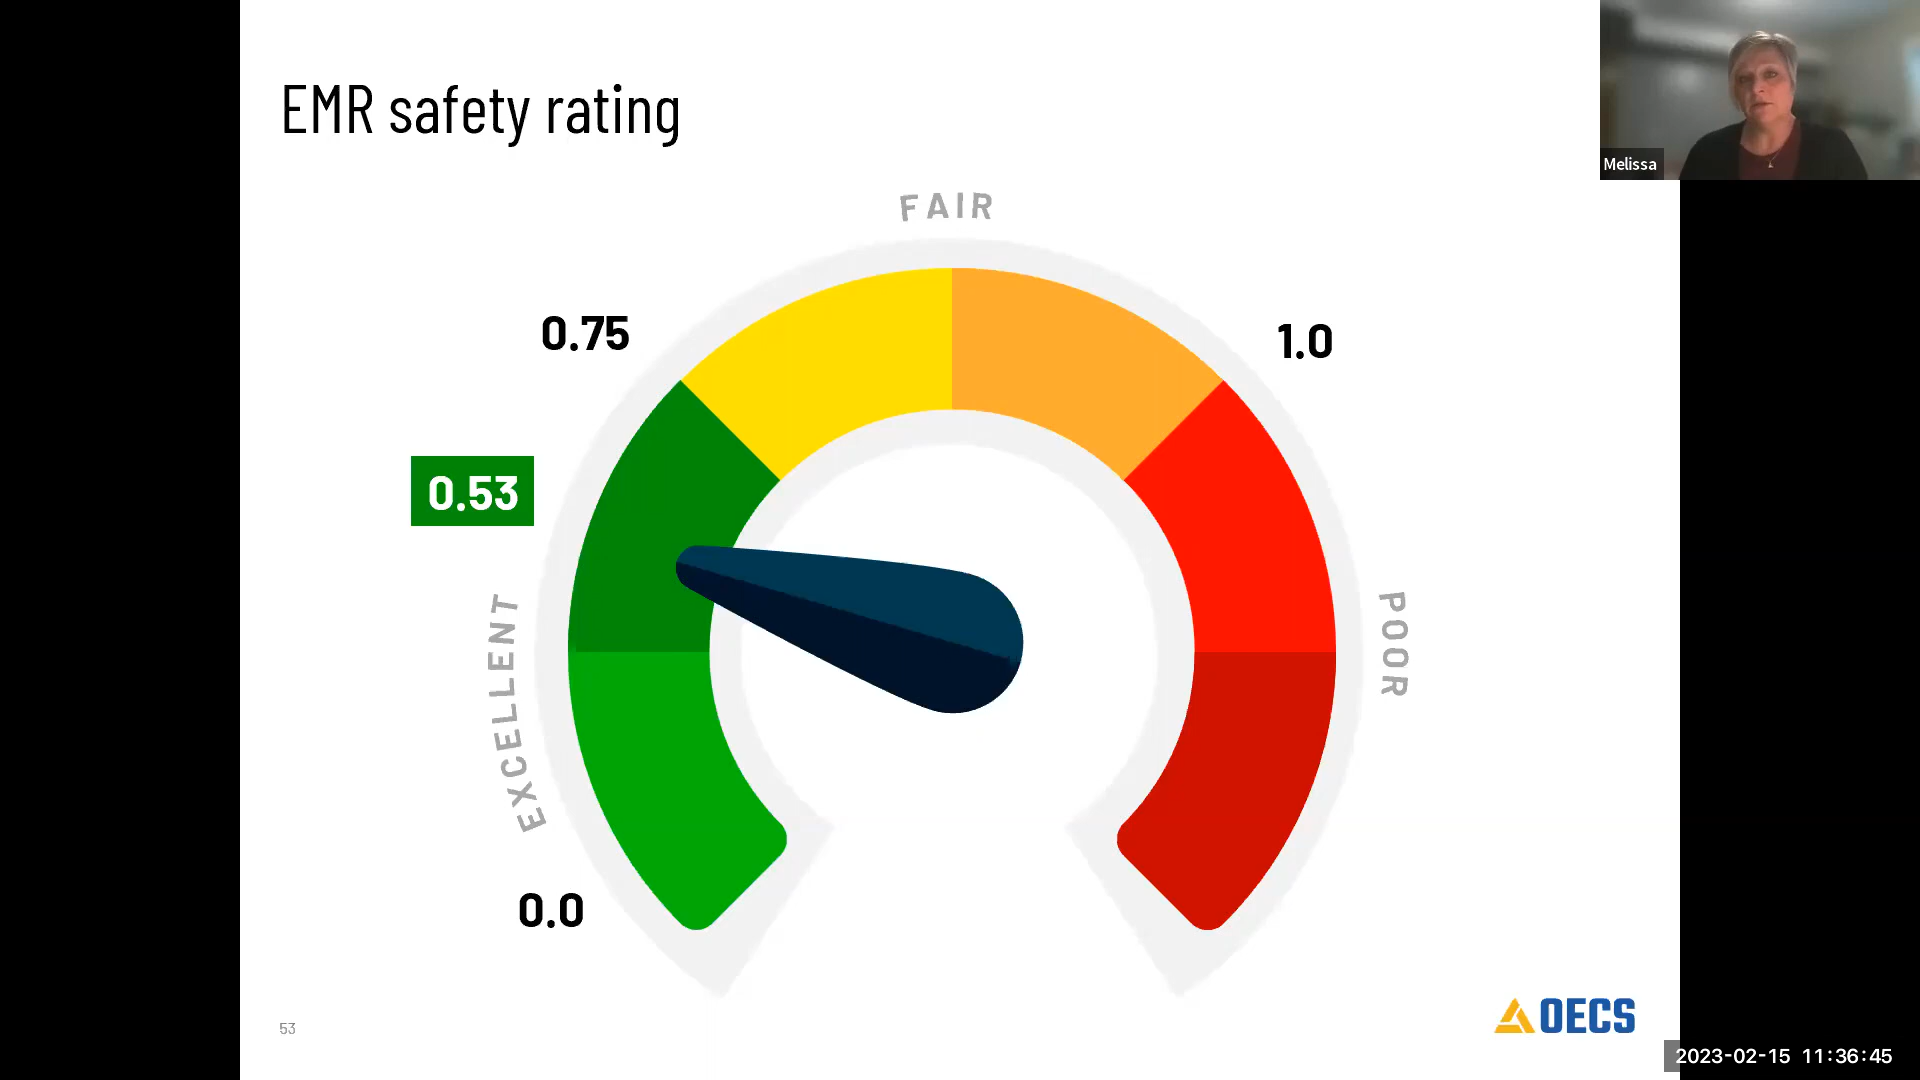 EMR safety rating
Melissa
FAIR
0.75
1.0
0.53
EXCELLENT
POOR
0.0
53
OECS
2023-02-15 11:36:45